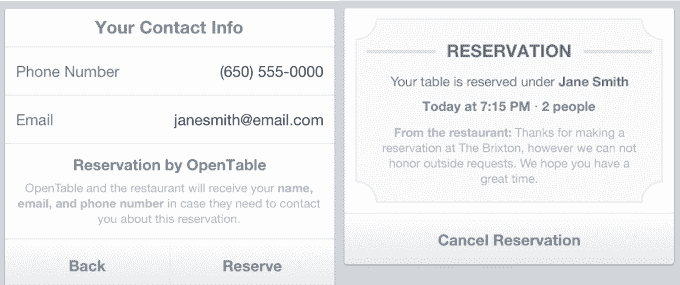 Your Contact Info
Phone Number (650) 555-0000
Email janesmith@email.com
Reservation by OpenTable
OpenTable and the restaurant will receive your name,
email, and phone number in case they need to contact
you about this reservation.
Back Reserve
RESERVATION
Your table is reserved under Jane Smith
Today at 7:15 PM · 2 people
From the restaurant: Thanks for making a
reservation at The Brixton, however we can not
honor outside requests. We hope you have a
great time.
Cancel Reservation